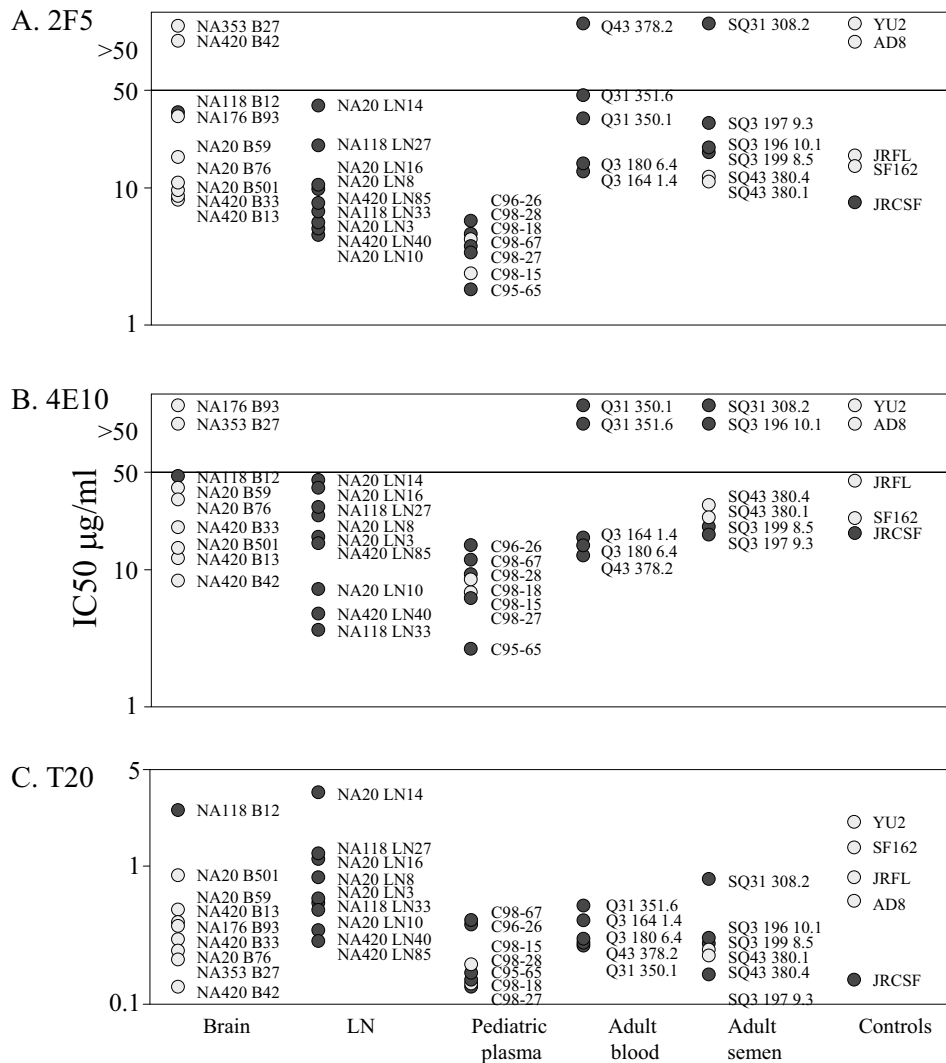 A. 2F5
>50
50
10
1
NA353 B27
NA420 B42
NA118 B12
NA176 B93
NA20 B59
NA20 B76
NA20 B501
NA420 B33
NA420 B13
NA20 LN14
NA118 LN27
NA20 LN16
NA20 LN8
NA420 LN85
NA118 LN33
NA20 LN3
NA420 LN40
NA20 LN10
C96-26
C98-28
C98-18
C98-67
C98-27
C98-15
C95-65
Q43 378.2
Q31 351.6
Q31 350.1
Q3 180 6.4
Q3 164 1.4
SQ31 308.2
SQ3 197 9.3
SQ3 196 10.1
SQ3 199 8.5
SQ43 380.4
SQ43 380.1
YU2
AD8
JRFL
SF162
JRCSF
B. 4E10
IC50 µg/ml
>50
50
10
1
NA176 B93
NA353 B27
NA118 B12
NA20 B59
NA20 B76
NA420 B33
NA20 B501
NA420 B13
NA420 B42
NA20 LN14
NA20 LN16
NA118 LN27
NA20 LN8
NA20 LN3
NA420 LN85
NA20 LN10
NA420 LN40
NA118 LN33
C96-26
C98-67
C98-28
C98-18
C98-15
C98-27
C95-65
Q31 350.1
Q31 351.6
Q3 164 1.4
Q3 180 6.4
Q43 378.2
SQ31 308.2
SQ3 196 10.1
SQ43 380.4
SQ43 380.1
SQ3 199 8.5
SQ3 197 9.3
YU2
AD8
JRFL
SF162
JRCSF
C. T20
5
1
0.1
NA118 B12
NA20 B501
NA20 B59
NA420 B13
NA176 B93
NA420 B33
NA20 B76
NA353 B27
NA420 B42
NA20 LN14
NA118 LN27
NA20 LN16
NA20 LN8
NA20 LN3
NA118 LN33
NA20 LN10
NA420 LN40
NA420 LN85
C98-67
C96-26
C98-15
C98-28
C95-65
C98-18
C98-27
Q31 351.6
Q3 164 1.4
Q3 180 6.4
Q43 378.2
Q31 350.1
SQ31 308.2
SQ3 196 10.1
SQ3 199 8.5
SQ43 380.1
SQ43 380.4
SQ3 197 9.3
YU2
SF162
JRFL
AD8
JRCSF
Brain
LN
Pediatric
plasma
Adult
blood
Adult
semen
Controls